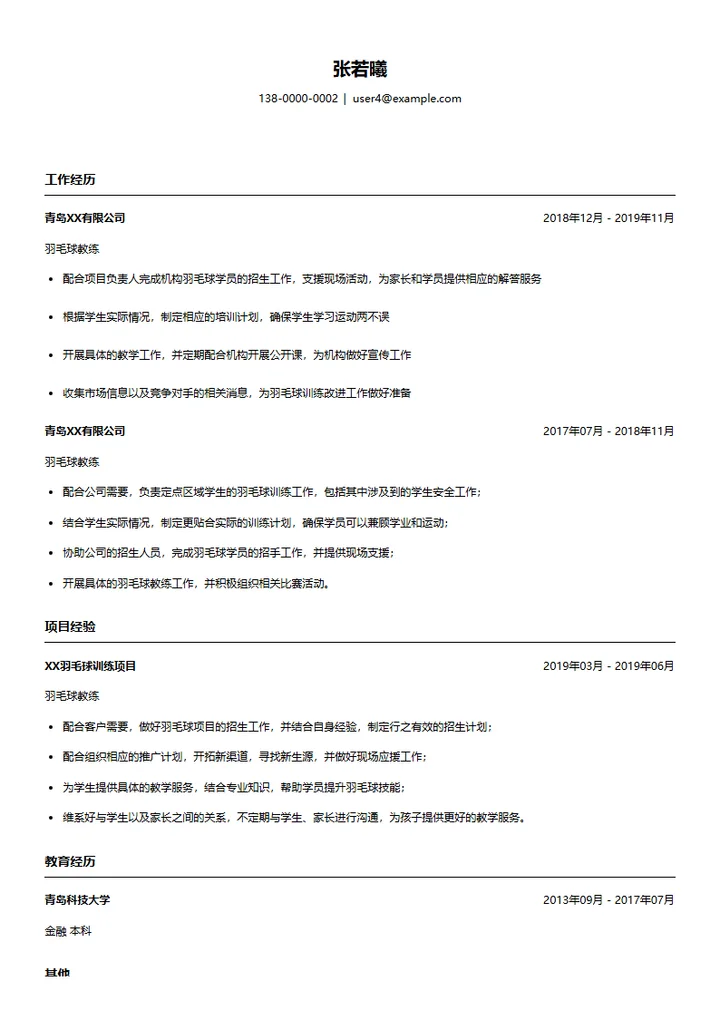 张若曦
138-0000-0002 | user4@example.com
工作经历
青岛XX有限公司 2018年12月 - 2019年11月
羽毛球教练
• 配合项目负责人完成机构羽毛球学员的招生工作，支援现场活动，为家长和学员提供相应的解答服务
• 根据学生实际情况，制定相应的培训计划，确保学生学习运动两不误
• 开展具体的教学工作，并定期配合机构开展公开课，为机构做好宣传工作
• 收集市场信息以及竞争对手的相关消息，为羽毛球训练改进工作做好准备
青岛XX有限公司 2017年07月 - 2018年11月
羽毛球教练
• 配合公司需要，负责定点区域学生的羽毛球训练工作，包括其中涉及到的学生安全工作；
• 结合学生实际情况，制定更贴合实际的训练计划，确保学员可以兼顾学业和运动；
• 协助公司的招生人员，完成羽毛球学员的招手工作，并提供现场支援；
• 开展具体的羽毛球教练工作，并积极组织相关比赛活动。
项目经验
XX羽毛球训练项目 2019年03月 - 2019年06月
羽毛球教练
• 配合客户需要，做好羽毛球项目的招生工作，并结合自身经验，制定行之有效的招生计划；
• 配合组织相应的推广计划，开拓新渠道，寻找新生源，并做好现场应援工作；
• 为学生提供具体的教学服务，结合专业知识，帮助学员提升羽毛球技能；
• 维系好与学生以及家长之间的关系，不定期与学生、家长进行沟通，为孩子提供更好的教学服务。
教育经历
青岛科技大学 2013年09月 - 2017年07月
金融 本科
其他